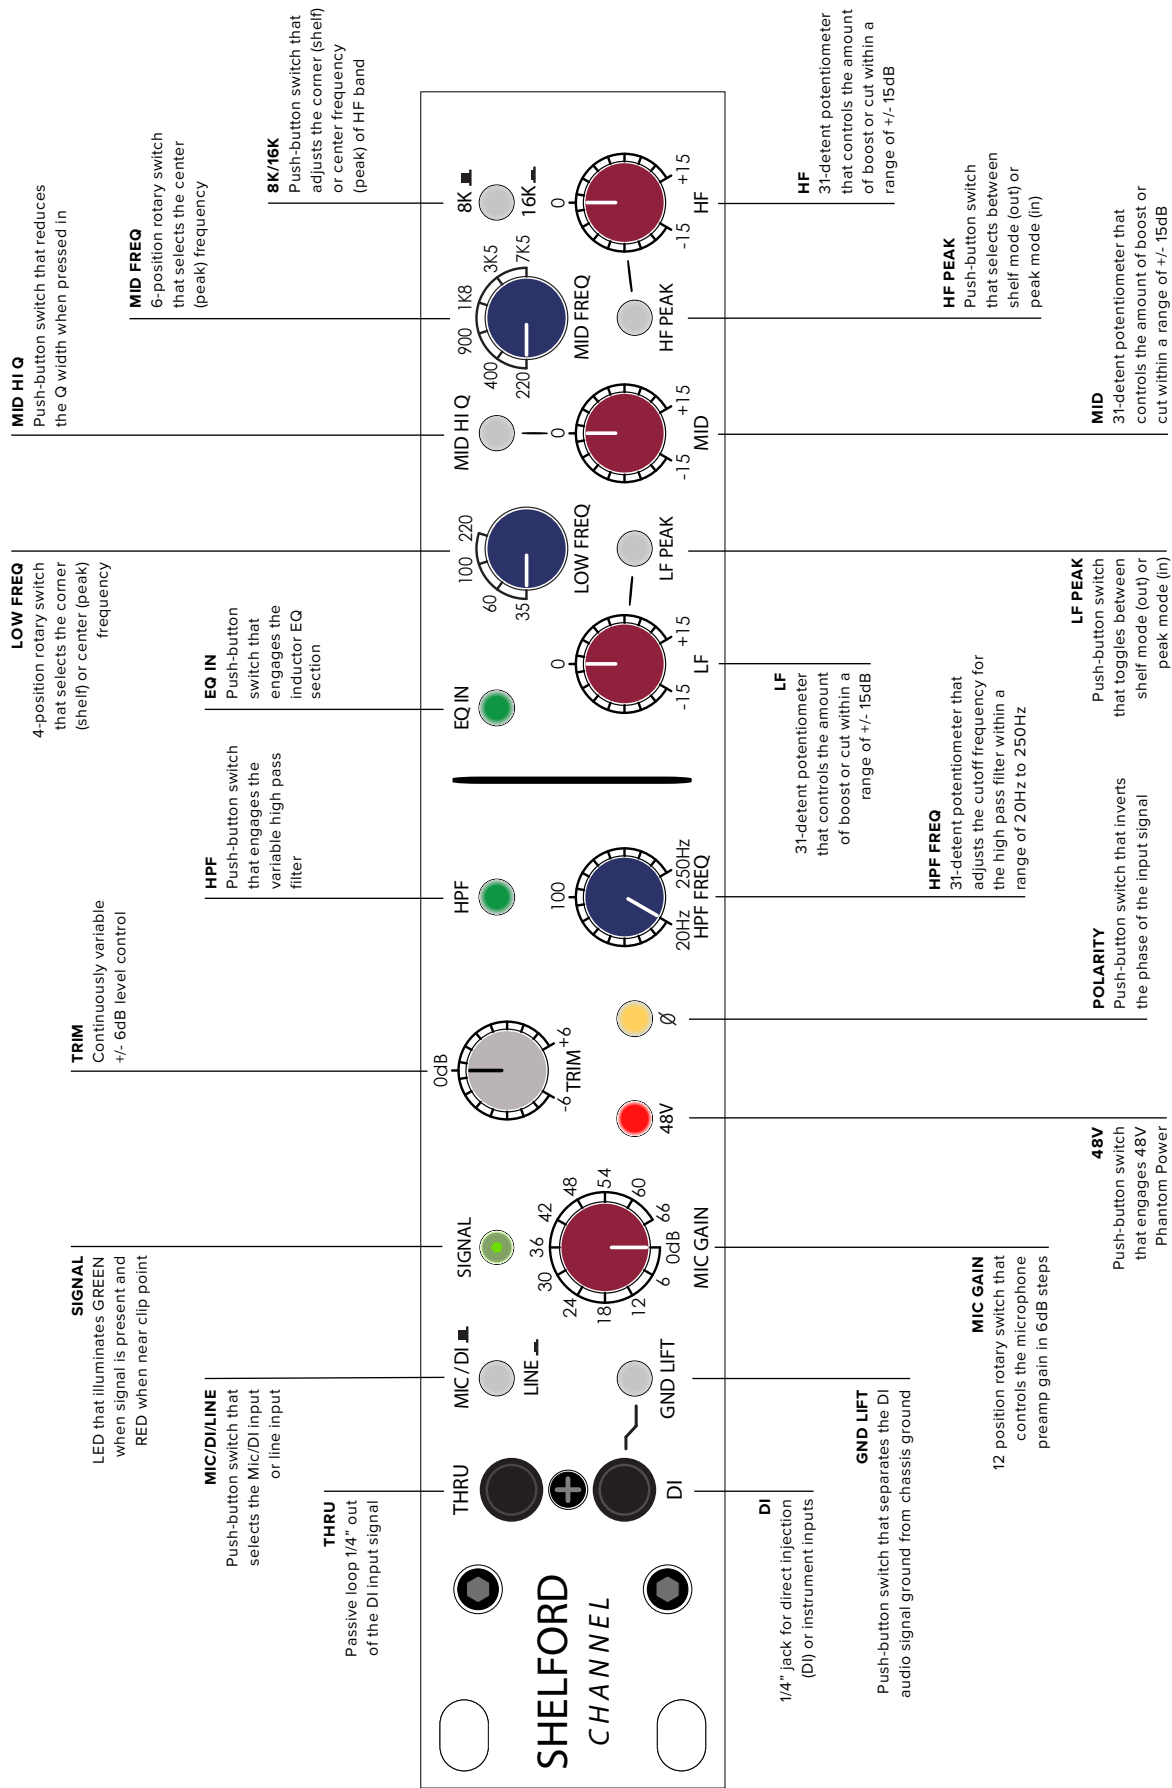 THRU
Passive loop 1/4” out
of the DI input signal
MIC/DI/LINE
Push-button switch that
selects the Mic/DI input
or line input
SIGNAL
LED that illuminates GREEN
when signal is present and
RED when near clip point
TRIM
Continuously variable
+/- 6dB level control
HPF
Push-button switch
that engages the
variable high pass
filter
EQ IN
Push-button
switch that
engages the
inductor EQ
section
LOW FREQ
4-position rotary switch
that selects the corner
(shelf) or center (peak)
frequency
MID HI Q
Push-button switch that reduces
the Q width when pressed in
MID FREQ
6-position rotary switch
that selects the center
(peak) frequency
8K/16K
Push-button switch that
adjusts the corner (shelf)
or center frequency
(peak) of HF band
SHELFORD
CHANNEL
THRU
DI
MIC / DI
LINE
GND LIFT
SIGNAL
0dB
6
12
18
24
30
36
42
48
54
60
66
MIC GAIN
48V
0dB
-6
+6
TRIM
Ø
HPF
100
20Hz
250Hz
HPF FREQ
EQ IN
0
-15
+15
LF
35
60
100
220
LOW FREQ
LF PEAK
MID HI Q
0
-15
+15
MID
220
400
900
1K8
3K5
7K5
MID FREQ
HF PEAK
8K
16K
0
-15
+15
HF
DI
1/4” jack for direct injection
(DI) or instrument inputs
GND LIFT
Push-button switch that separates the DI
audio signal ground from chassis ground
MIC GAIN
12 position rotary switch that
controls the microphone
preamp gain in 6dB steps
48V
Push-button switch
that engages 48V
Phantom Power
POLARITY
Push-button switch that inverts
the phase of the input signal
HPF FREQ
31-detent potentiometer that
adjusts the cutoff frequency for
the high pass filter within a
range of 20Hz to 250Hz
LF
31-detent potentiometer
that controls the amount
of boost or cut within a
range of +/- 15dB
LF PEAK
Push-button switch
that toggles between
shelf mode (out) or
peak mode (in)
MID
31-detent potentiometer that
controls the amount of boost or
cut within a range of +/- 15dB
HF PEAK
Push-button switch
that selects between
shelf mode (out) or
peak mode (in)
HF
31-detent potentiometer
that controls the amount
of boost or cut within a
range of +/- 15dB